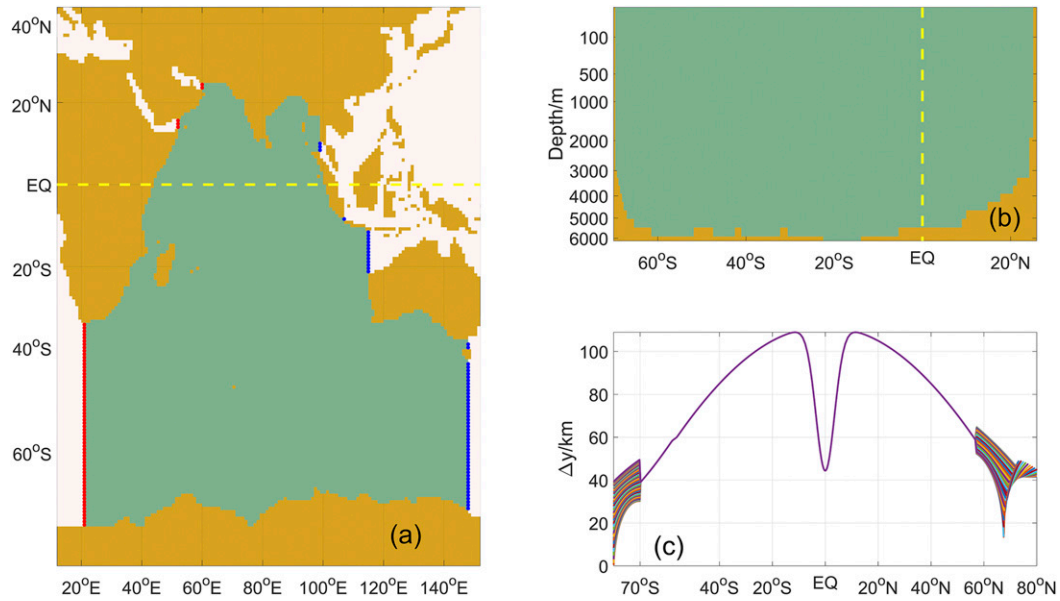 40°N
20°N
EQ
20°S
40°S
60°S
20°E 40°E 60°E 80°E 100°E 120°E 140°E
(a)
Depth/m
100
500
1000
2000
3000
4000
5000
6000
60°S 40°S 20°S EQ 20°N
(b)
Δy/km
100
80
60
40
20
0
70°S 40°S 20°S EQ 20°N 40°N 60°N 80°N
(c)